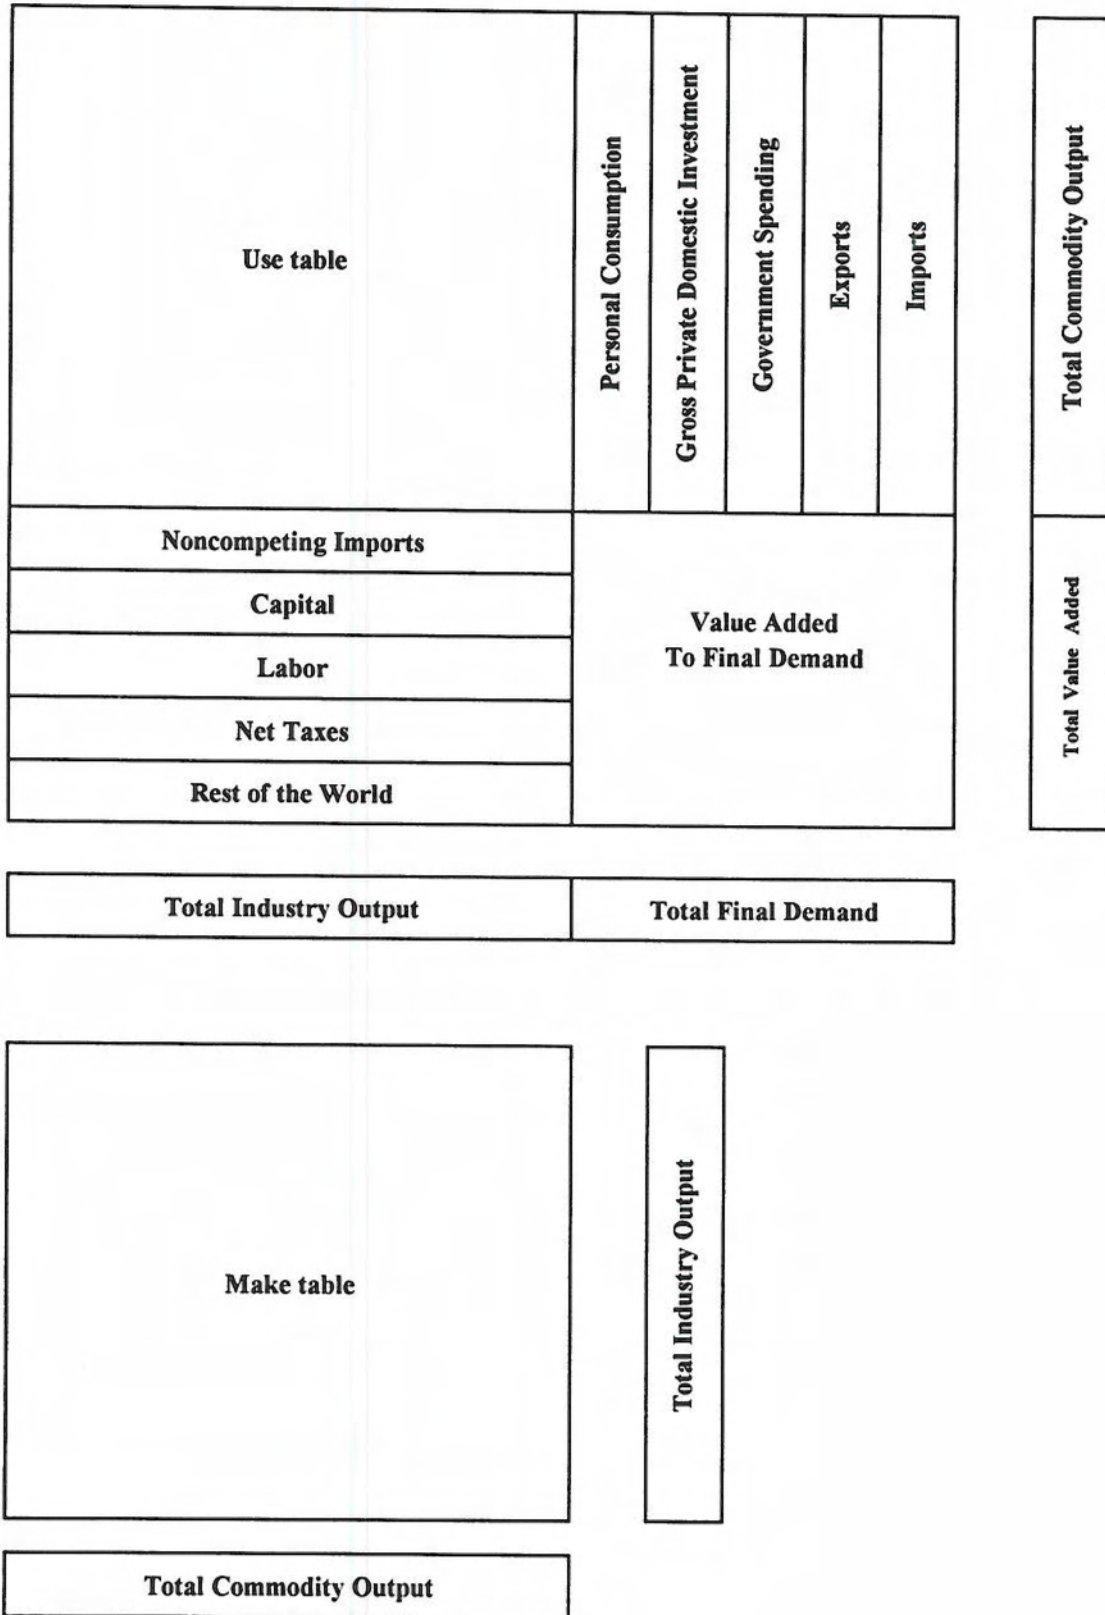 Use table
Personal Consumption
Gross Private Domestic Investment
Government Spending
Exports
Imports
Total Commodity Output
Noncompeting Imports
Capital
Labor
Net Taxes
Rest of the World
Value Added
To Final Demand
Total Value Added
Total Industry Output
Total Final Demand
Make table
Total Industry Output
Total Commodity Output